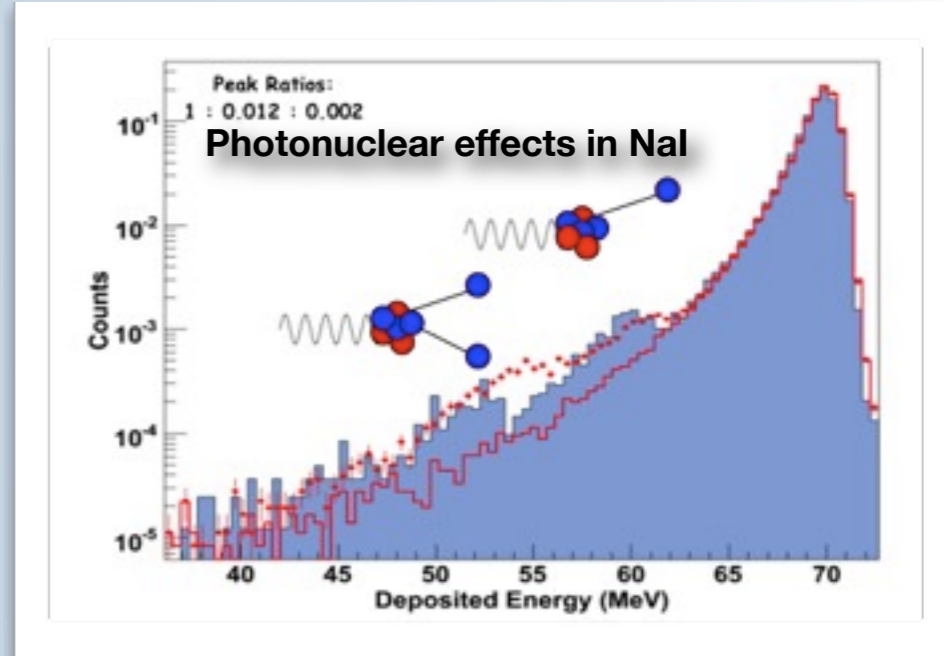 Peak Ratios:
1 : 0.012 : 0.002
Photonuclear effects in NaI
Counts
10-1
10-2
10-3
10-4
10-5
40 45 50 55 60 65 70
Deposited Energy (MeV)